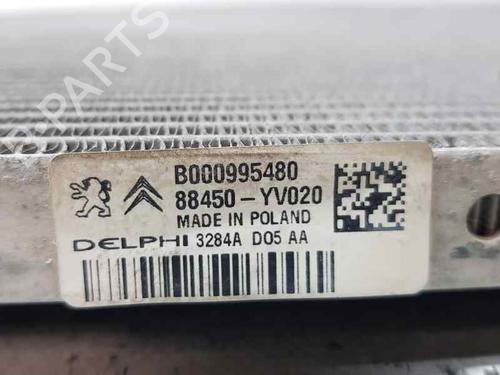 B000995480
88450-YV020
MADE IN POLAND
DELPHI 3284A D05 AA